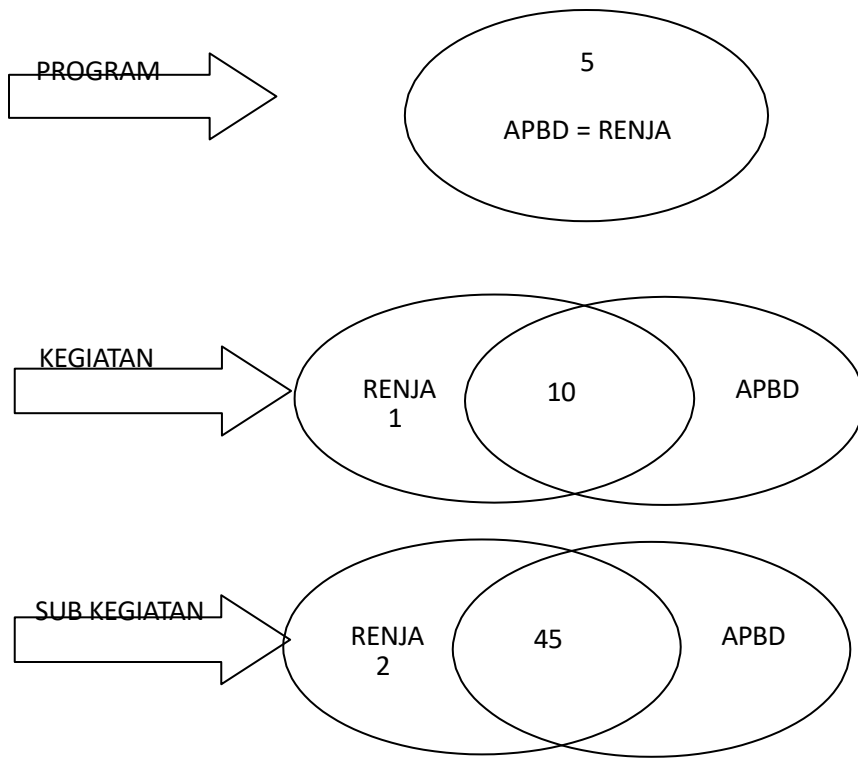 PROGRAM
5
APBD = RENJA
KEGIATAN
RENJA
1
10
APBD
SUB KEGIATAN
RENJA
2
45
APBD